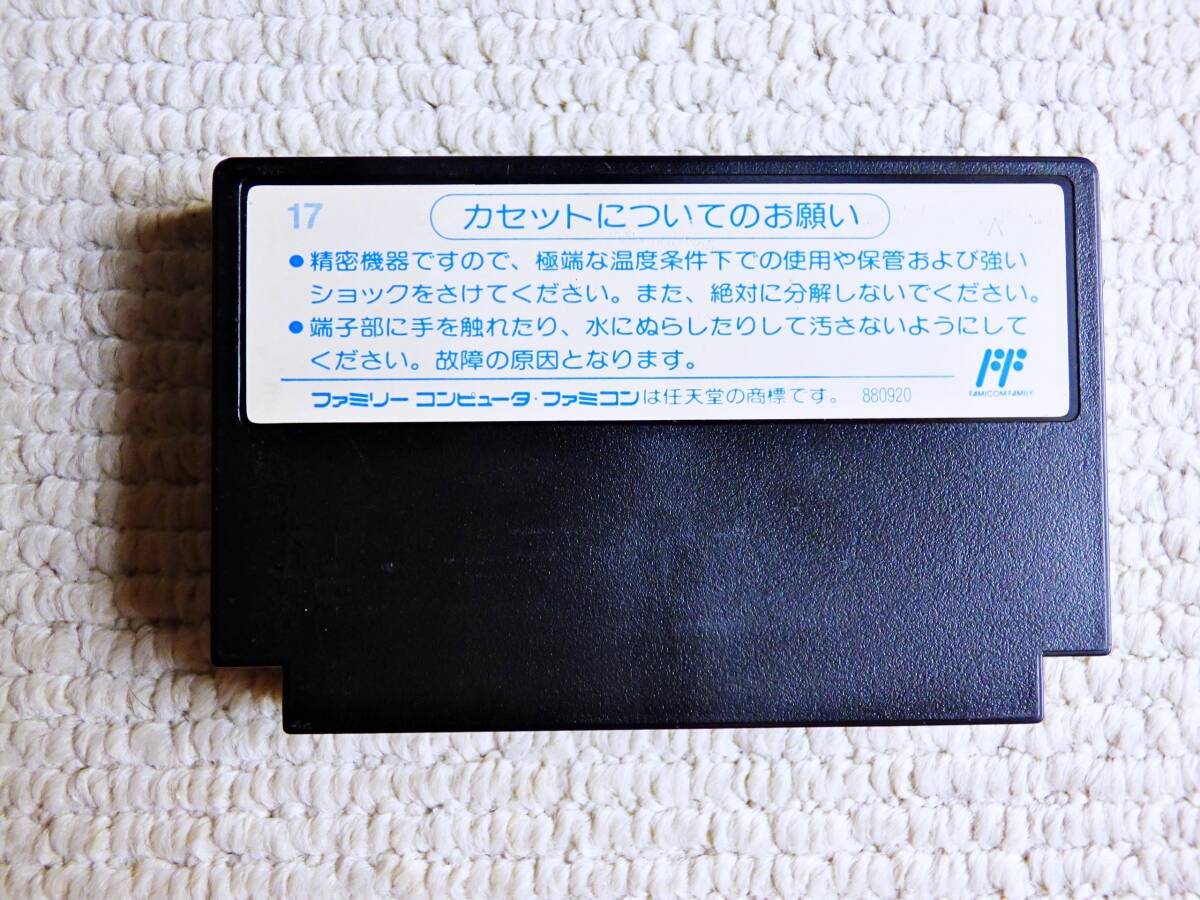 17
カセットについてのお願い
●精密機器ですので、極端な温度条件下での使用や保管および強い
ショックをさけてください。また、絶対に分解しないでください。
●端子部に手を触れたり、水にぬらしたりして汚さないようにして
ください。故障の原因となります。
FAMICOM FAMILY
ファミリー コンピュータ・ファミコンは任天堂の商標です。 880920